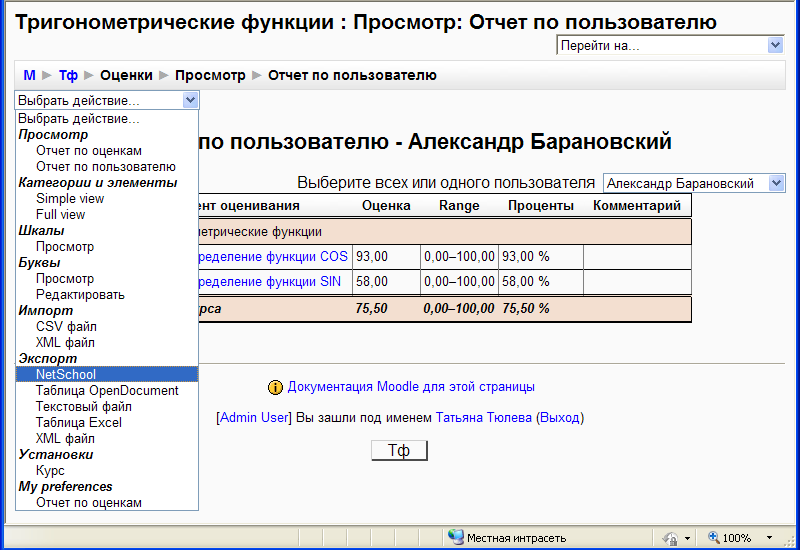 Тригонометрические функции : Просмотр: Отчет по пользователю
Перейти на...
М ► Тф ► Оценки ► Просмотр ► Отчет по пользователю
Выбрать действие...
Выбрать действие...
Просмотр
Отчет по оценкам
Отчет по пользователю
Категории и элементы
Simple view
Full view
Шкалы
Просмотр
Буквы
Просмотр
Редактировать
Импорт
CSV файл
XML файл
Экспорт
NetSchool
Таблица OpenDocument
Текстовый файл
Таблица Excel
XML файл
Установки
Курс
My preferences
Отчет по оценкам
по пользователю - Александр Барановский
Выберите всех или одного пользователя Александр Барановский
ент оценивания Оценка Range Проценты Комментарий
метрические функции
ределение функции COS 93,00 0,00–100,00 93,00 %
ределение функции SIN 58,00 0,00–100,00 58,00 %
рса 75,50 0,00–100,00 75,50 %
Документация Moodle для этой страницы
[Admin User] Вы зашли под именем Татьяна Тюлева (Выход)
Тф
Местная интрасеть 100%